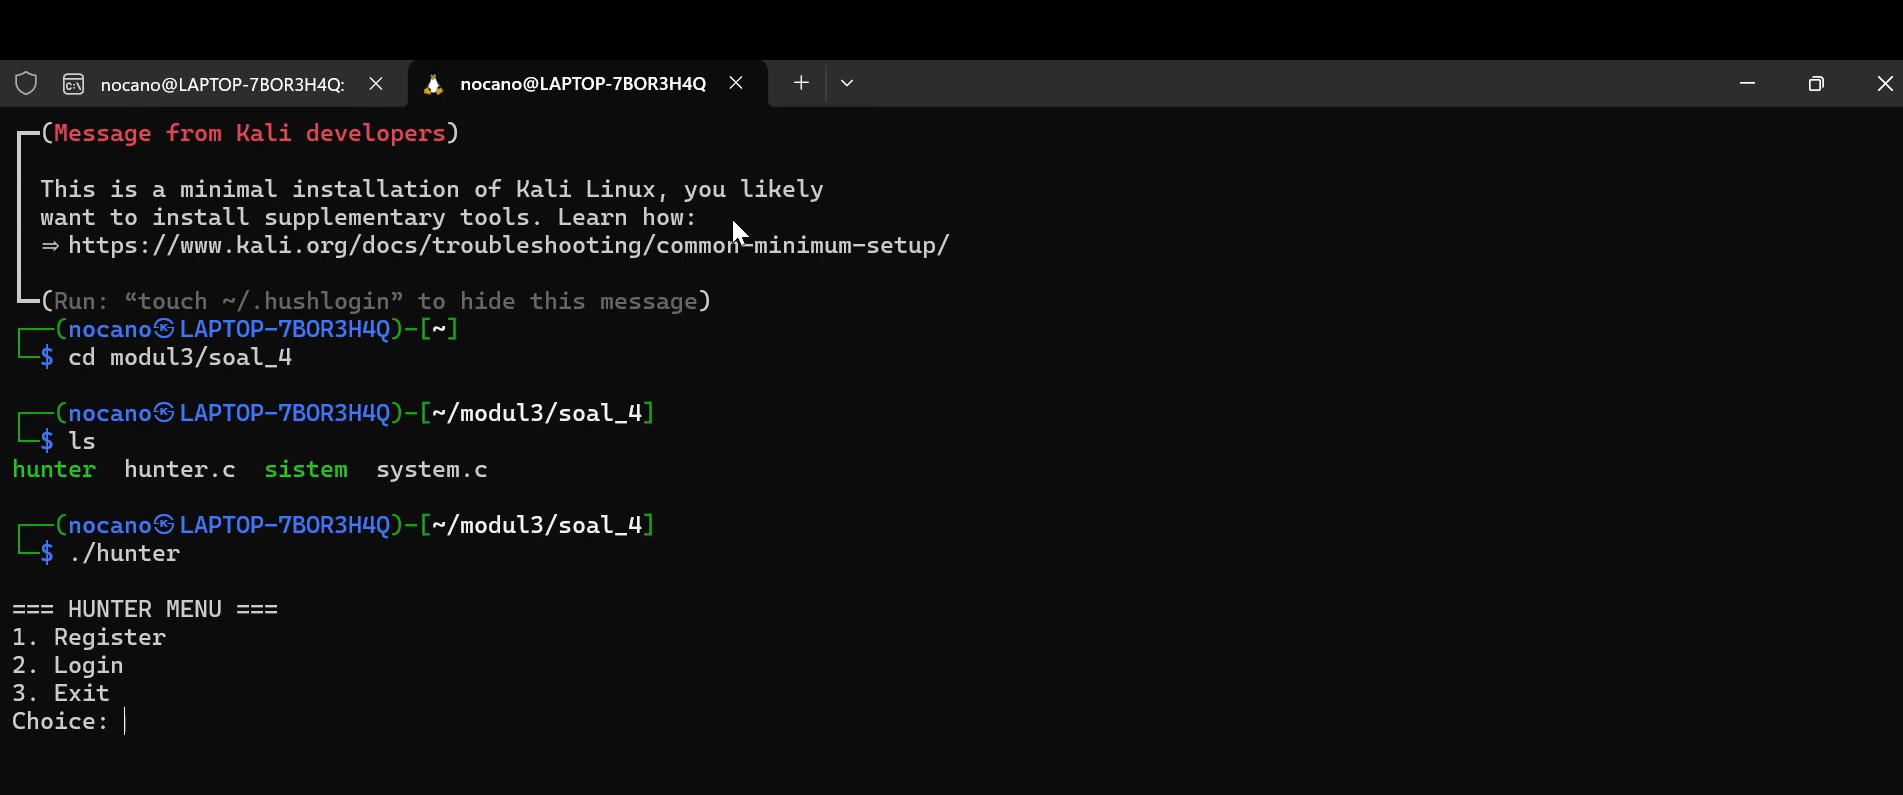 nocano@LAPTOP-7BOR3H4Q:
nocano@LAPTOP-7BOR3H4Q
(Message from Kali developers)
This is a minimal installation of Kali Linux, you likely
want to install supplementary tools. Learn how:
⇒ https://www.kali.org/docs/troubleshooting/common-minimum-setup/
(Run: “touch ~/.hushlogin” to hide this message)
(nocano㉿LAPTOP-7BOR3H4Q)-[~]
$ cd modul3/soal_4
(nocano㉿LAPTOP-7BOR3H4Q)-[~/modul3/soal_4]
$ ls
hunter  hunter.c  sistem  system.c
(nocano㉿LAPTOP-7BOR3H4Q)-[~/modul3/soal_4]
$ ./hunter
=== HUNTER MENU ===
1. Register
2. Login
3. Exit
Choice: